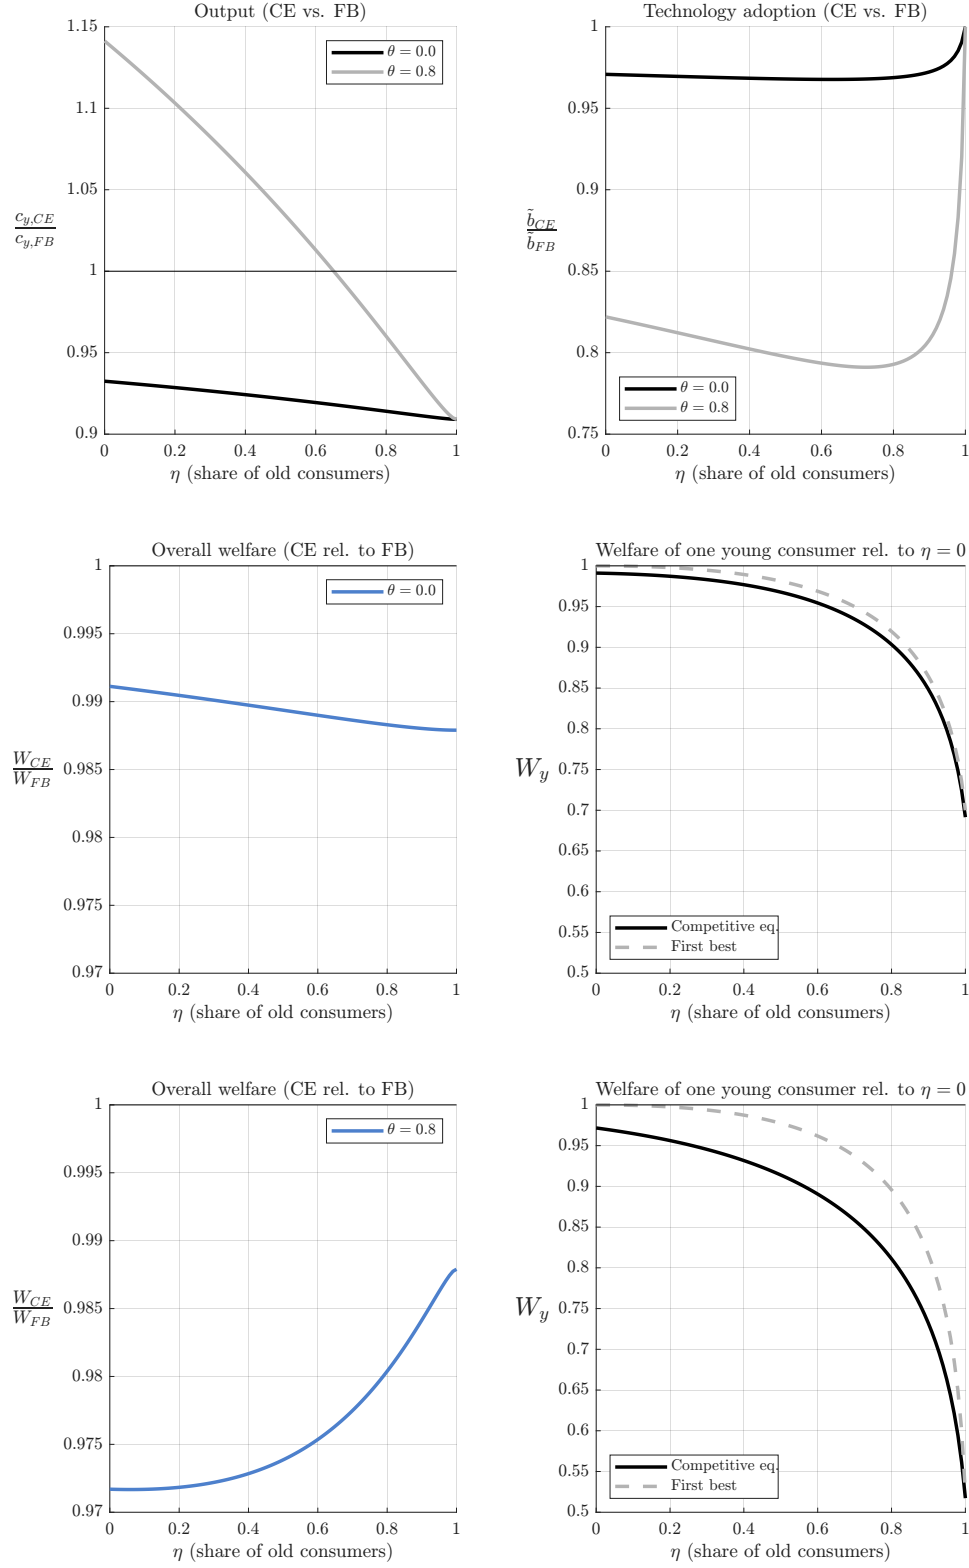 Output (CE vs. FB)
1.15
1.1
1.05
1
0.95
0.9
c_{y,CE}
c_{y,FB}
θ = 0.0
θ = 0.8
0 0.2 0.4 0.6 0.8 1
η (share of old consumers)
Technology adoption (CE vs. FB)
1
0.95
0.9
0.85
0.8
0.75
b̃_{CE}
b̃_{FB}
θ = 0.0
θ = 0.8
0 0.2 0.4 0.6 0.8 1
η (share of old consumers)
Overall welfare (CE rel. to FB)
1
0.995
0.99
0.985
0.98
0.975
0.97
W_{CE}
W_{FB}
θ = 0.0
0 0.2 0.4 0.6 0.8 1
η (share of old consumers)
Welfare of one young consumer rel. to η = 0
1
0.95
0.9
0.85
0.8
0.75
0.7
0.65
0.6
0.55
0.5
W_y
Competitive eq.
First best
0 0.2 0.4 0.6 0.8 1
η (share of old consumers)
Overall welfare (CE rel. to FB)
1
0.995
0.99
0.985
0.98
0.975
0.97
W_{CE}
W_{FB}
θ = 0.8
0 0.2 0.4 0.6 0.8 1
η (share of old consumers)
Welfare of one young consumer rel. to η = 0
1
0.95
0.9
0.85
0.8
0.75
0.7
0.65
0.6
0.55
0.5
W_y
Competitive eq.
First best
0 0.2 0.4 0.6 0.8 1
η (share of old consumers)